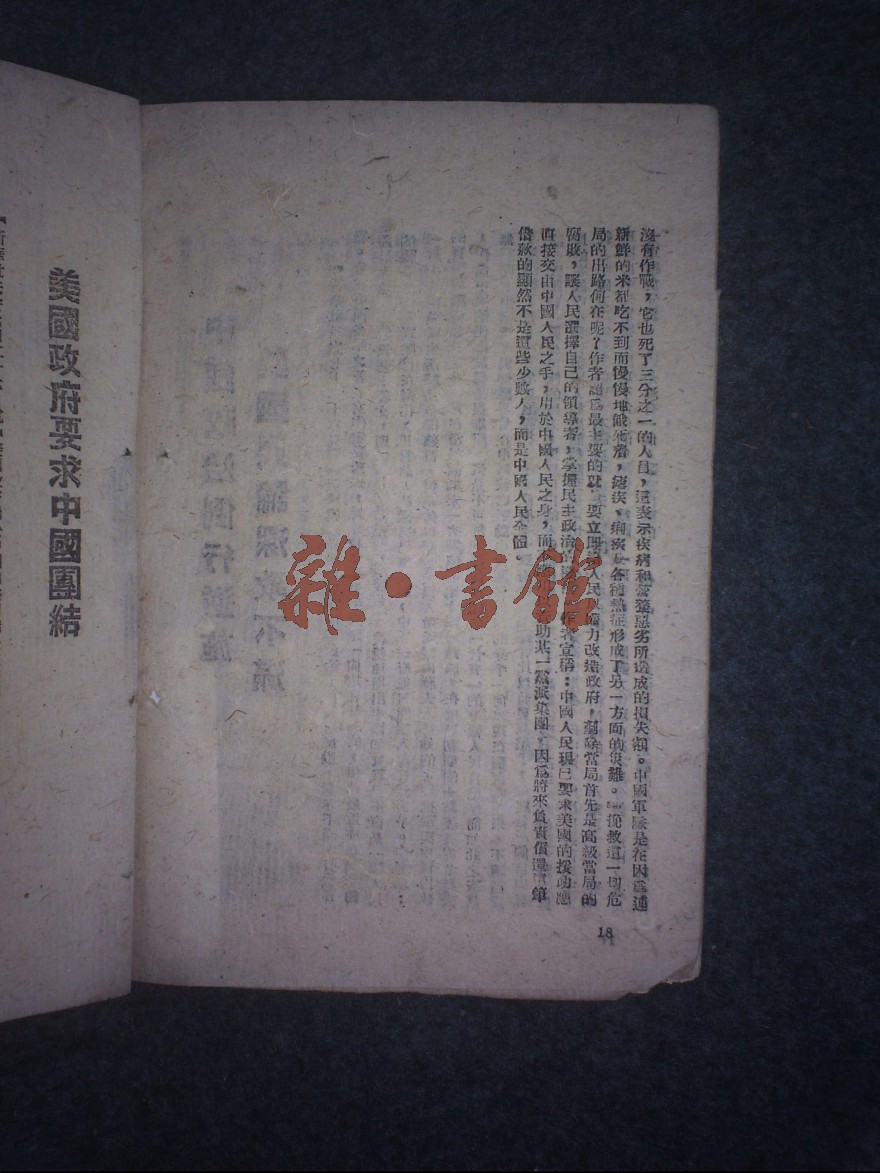 沒有作戰，它也死了三分之一的人員，這表示疾病和營養惡劣所造成的損失額。中國軍隊是在因爲連
新鮮的米都吃不到而慢慢地餓死着，瘧疾、痢疾及各種熱症形成了另一方面的災難。挽救這一切危
局的出路何在呢？作者認爲最主要的就要立即讓人民以權力改造政府，剷除當局首先是高級當局的
腐敗，讓人民選擇自己的領導者，掌握民主政治的 作者宣稱：中國人民現已要求美國的援助應
直接交由中國人民之手，用於中國人民之身，而 助某一黨派集團，因爲將來負責償還這筆
借款的顯然不是這些少數人，而是中國人民全體。
18
美國政府要求中國團結
雜·書館